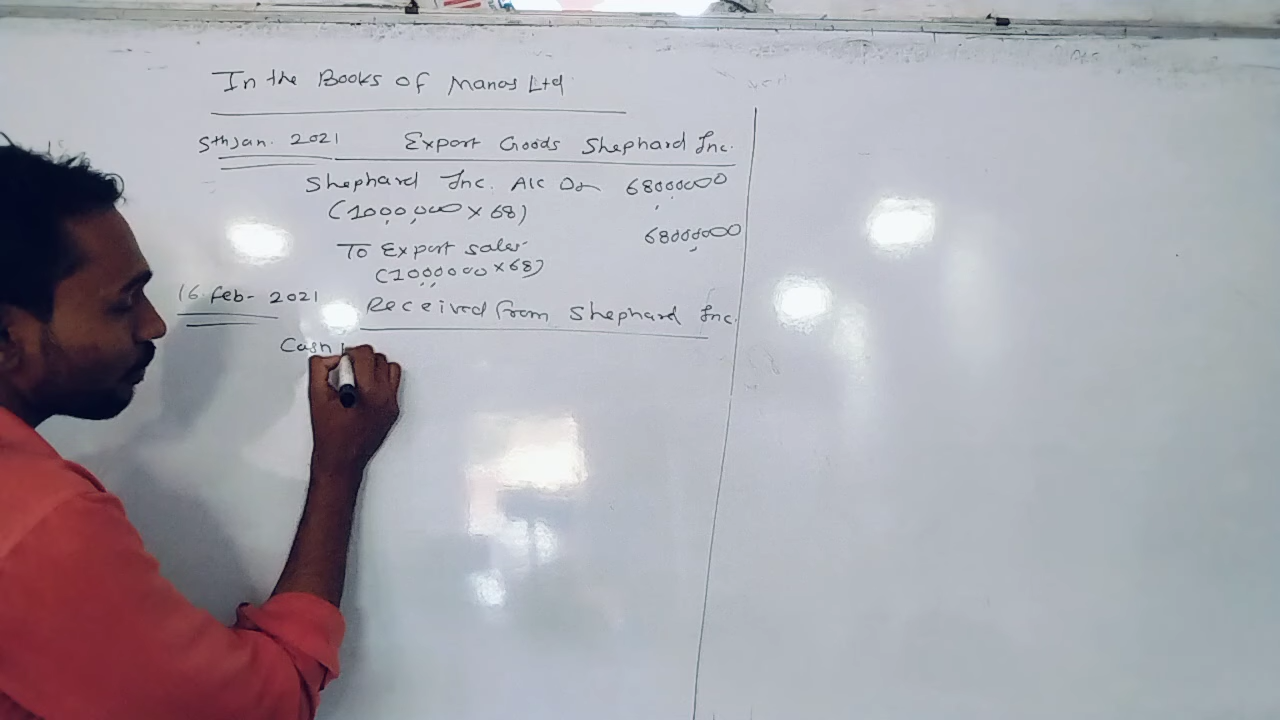 In the Books of Manas Ltd
5th Jan. 2021 Export Goods Shephard Inc.
Shephard Inc. A/c Dr 68000000
(1000,000 x 68)
68000000
To Export sales
(1000000 x 68)
16 Feb- 2021 Received from Shephard Inc.
Cash